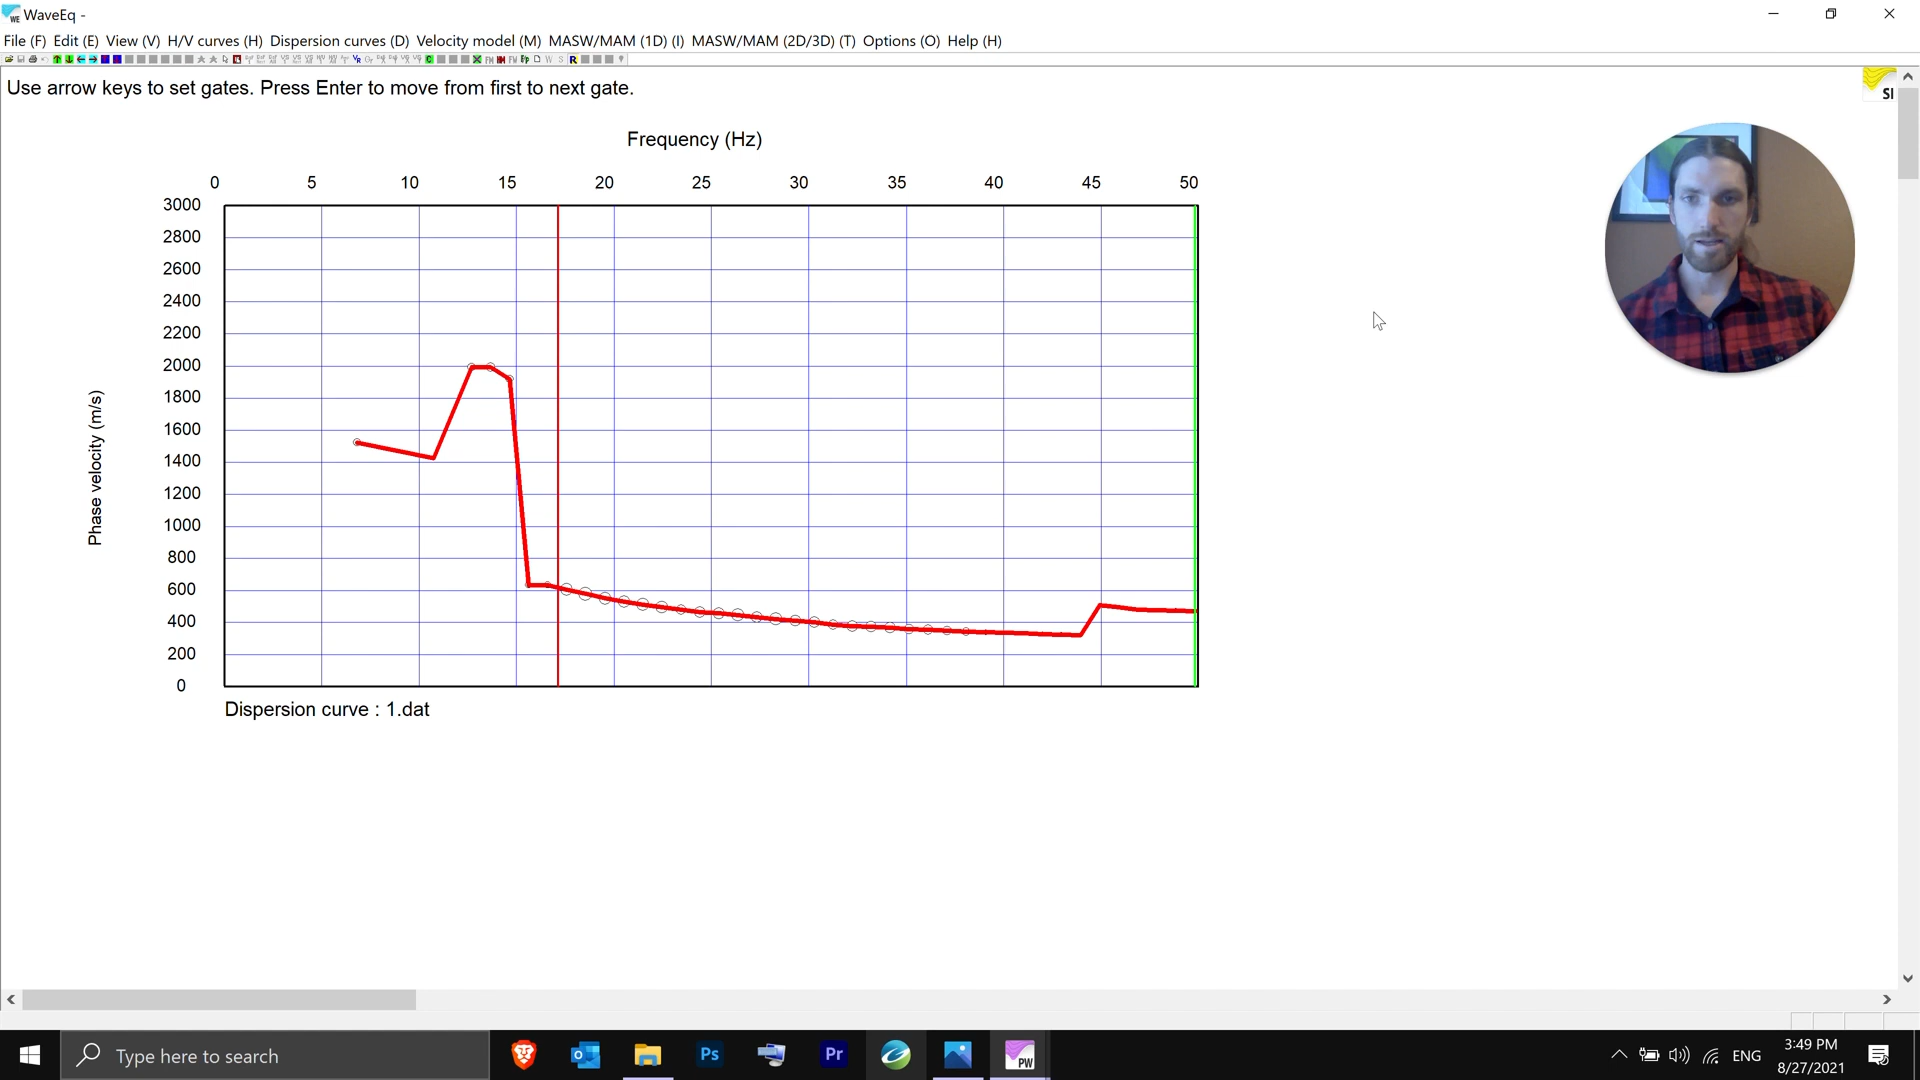 WaveEq -
File (F) Edit (E) View (V) H/V curves (H) Dispersion curves (D) Velocity model (M) MASW/MAM (1D) (I) MASW/MAM (2D/3D) (T) Options (O) Help (H)
Use arrow keys to set gates. Press Enter to move from first to next gate.
SI
Frequency (Hz)
0 5 10 15 20 25 30 35 40 45 50
3000
2800
2600
2400
2200
2000
1800
1600
1400
1200
1000
800
600
400
200
0
Phase velocity (m/s)
Dispersion curve : 1.dat
Type here to search
Ps
Pr
PW
ENG
3:49 PM
8/27/2021